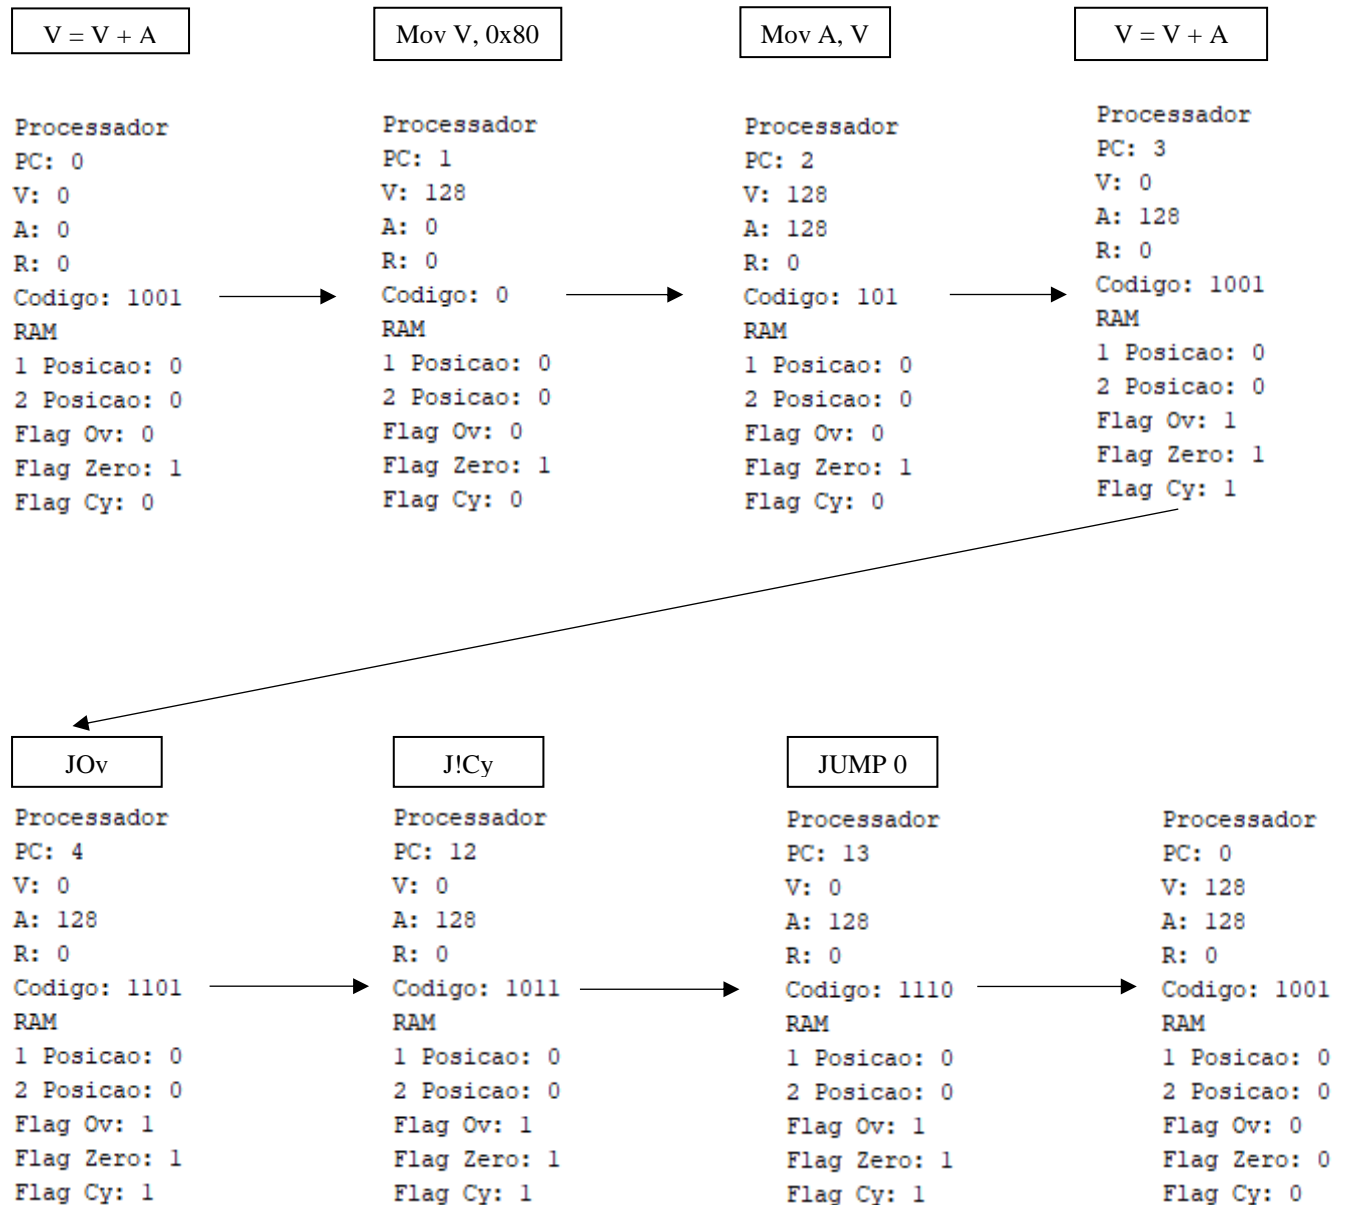 V = V + A
Processador
PC: 0
V: 0
A: 0
R: 0
Codigo: 1001
RAM
1 Posicao: 0
2 Posicao: 0
Flag Ov: 0
Flag Zero: 1
Flag Cy: 0
Mov V, 0x80
Processador
PC: 1
V: 128
A: 0
R: 0
Codigo: 0
RAM
1 Posicao: 0
2 Posicao: 0
Flag Ov: 0
Flag Zero: 1
Flag Cy: 0
Mov A, V
Processador
PC: 2
V: 128
A: 128
R: 0
Codigo: 101
RAM
1 Posicao: 0
2 Posicao: 0
Flag Ov: 0
Flag Zero: 1
Flag Cy: 0
V = V + A
Processador
PC: 3
V: 0
A: 128
R: 0
Codigo: 1001
RAM
1 Posicao: 0
2 Posicao: 0
Flag Ov: 1
Flag Zero: 1
Flag Cy: 1
JOv
Processador
PC: 4
V: 0
A: 128
R: 0
Codigo: 1101
RAM
1 Posicao: 0
2 Posicao: 0
Flag Ov: 1
Flag Zero: 1
Flag Cy: 1
J!Cy
Processador
PC: 12
V: 0
A: 128
R: 0
Codigo: 1011
RAM
1 Posicao: 0
2 Posicao: 0
Flag Ov: 1
Flag Zero: 1
Flag Cy: 1
JUMP 0
Processador
PC: 13
V: 0
A: 128
R: 0
Codigo: 1110
RAM
1 Posicao: 0
2 Posicao: 0
Flag Ov: 1
Flag Zero: 1
Flag Cy: 1
Processador
PC: 0
V: 128
A: 128
R: 0
Codigo: 1001
RAM
1 Posicao: 0
2 Posicao: 0
Flag Ov: 0
Flag Zero: 0
Flag Cy: 0